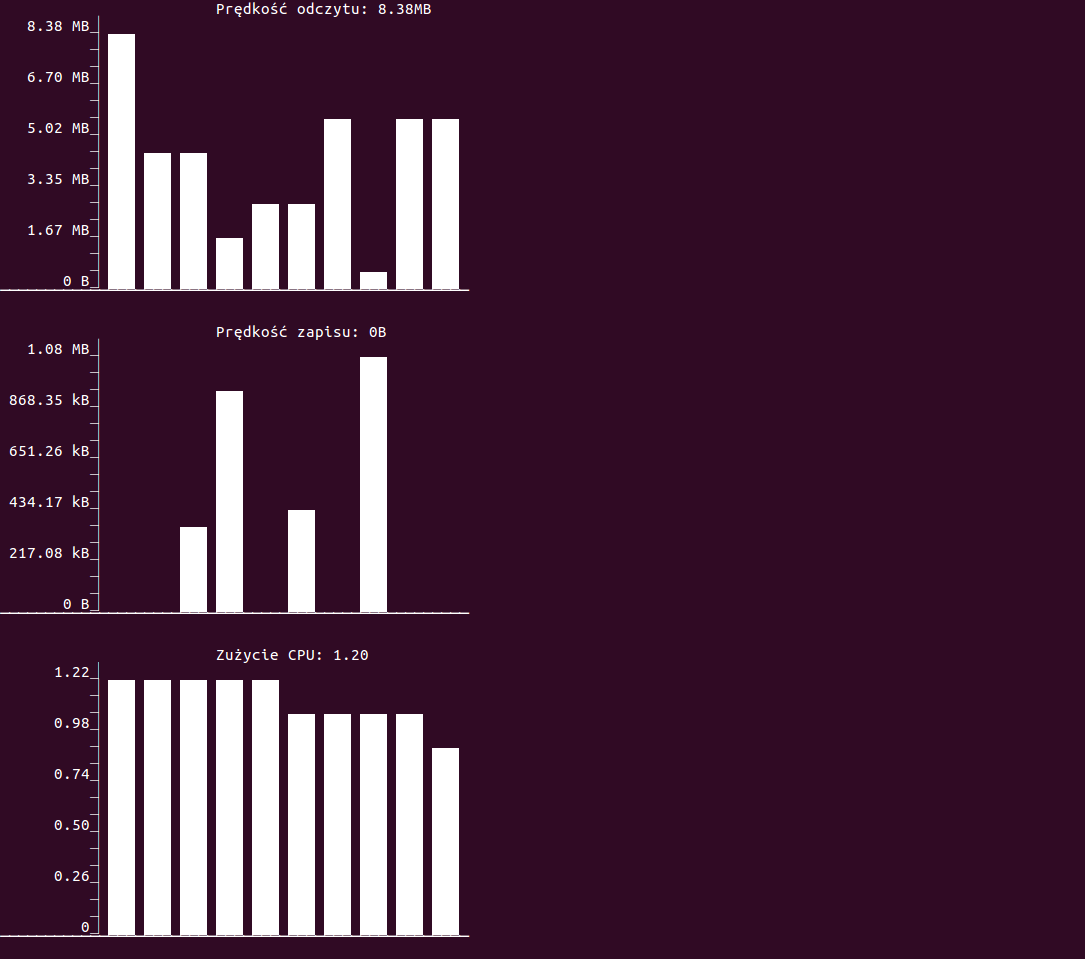 Prędkość odczytu: 8.38MB
8.38 MB
6.70 MB
5.02 MB
3.35 MB
1.67 MB
0 B
Prędkość zapisu: 0B
1.08 MB
868.35 kB
651.26 kB
434.17 kB
217.08 kB
0 B
Zużycie CPU: 1.20
1.22
0.98
0.74
0.50
0.26
0